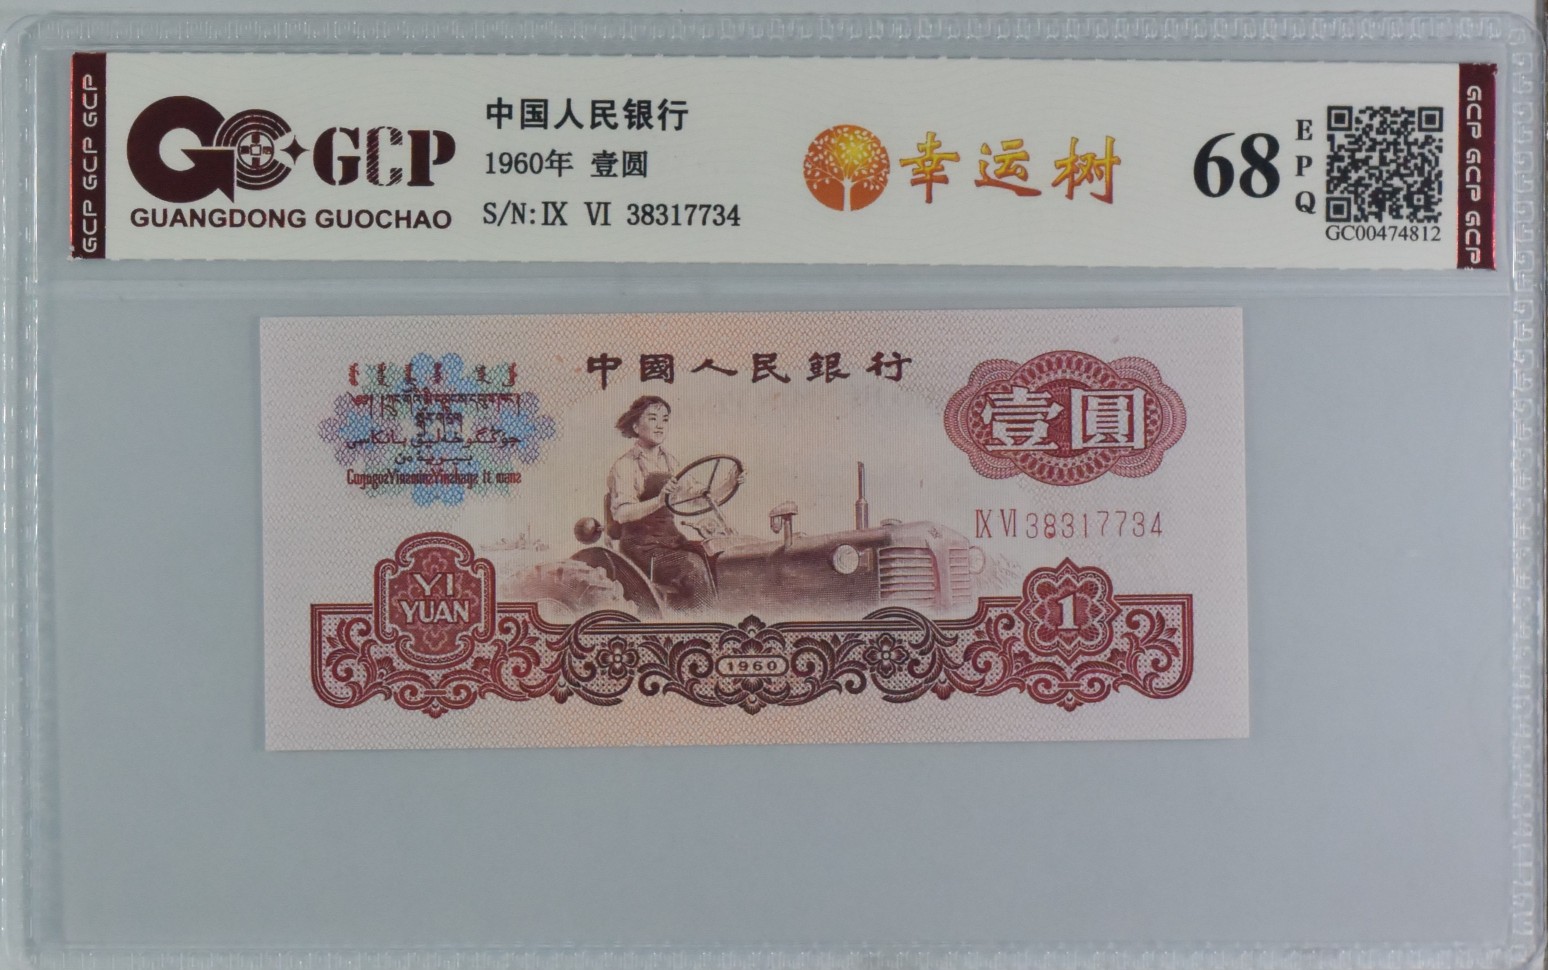 GCP GCP GCP
GCP
GUANGDONG GUOCHAO
中国人民银行
1960年 壹圆
S/N: IX VI 38317734
幸运树
68
EPQ
GC00474812
GCP GCP GCP
中國人民銀行
壹圓
IX VI 38317734
YI
YUAN
1960
1